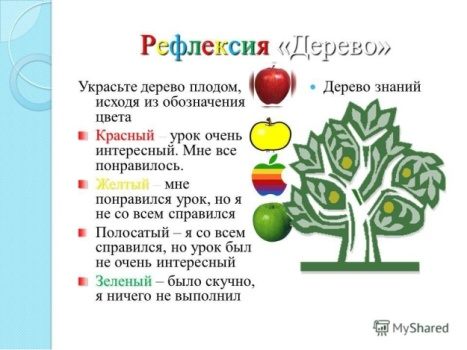 Рефлексия «Дерево»
Украсьте дерево плодом,
исходя из обозначения
цвета
Красный – урок очень
интересный. Мне все
понравилось.
Желтый – мне
понравился урок, но я
не со всем справился
Полосатый – я со всем
справился, но урок был
не очень интересный
Зеленый – было скучно,
я ничего не выполнил
Дерево знаний
MyShared